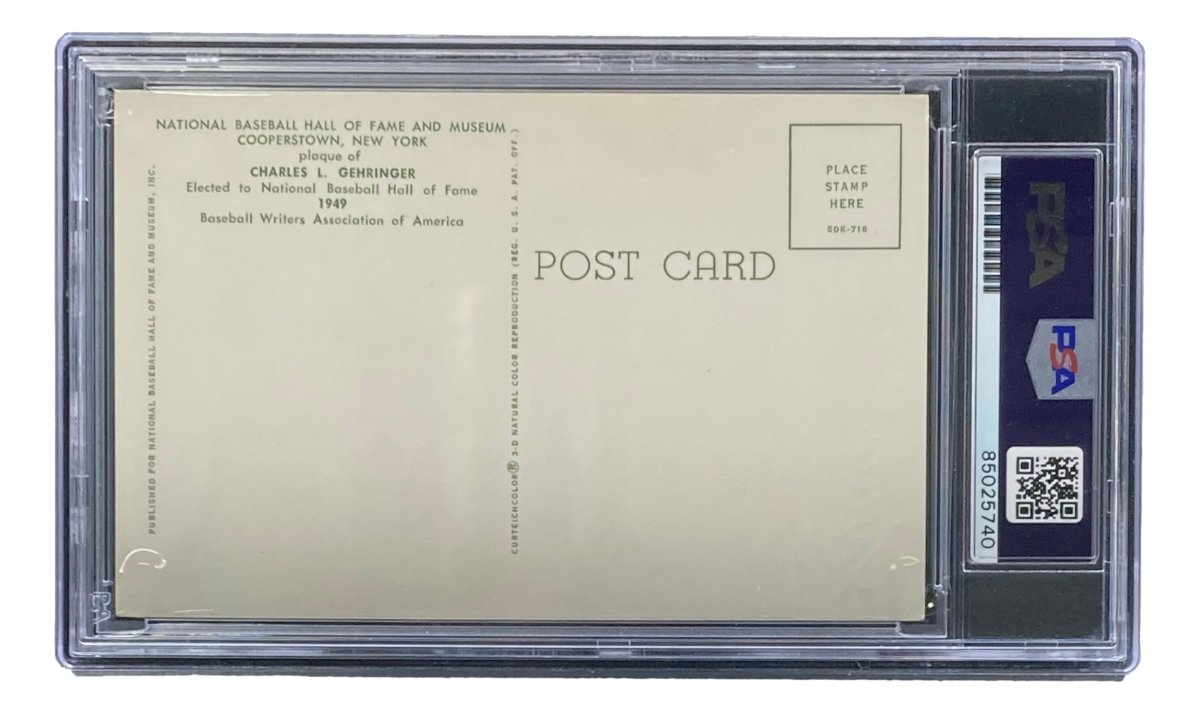 NATIONAL BASEBALL HALL OF FAME AND MUSEUM
COOPERSTOWN, NEW YORK
plaque of
CHARLES L. GEHRINGER
Elected to National Baseball Hall of Fame
1949
Baseball Writers Association of America
PUBLISHED FOR NATIONAL BASEBALL HALL OF FAME AND MUSEUM, INC.
CURTEICHCOLOR® 3-D NATURAL COLOR REPRODUCTION (REG. U. S. A. PAT. OFF.)
POST CARD
PLACE
STAMP
HERE
SDK-718
PSA
PSA
85025740